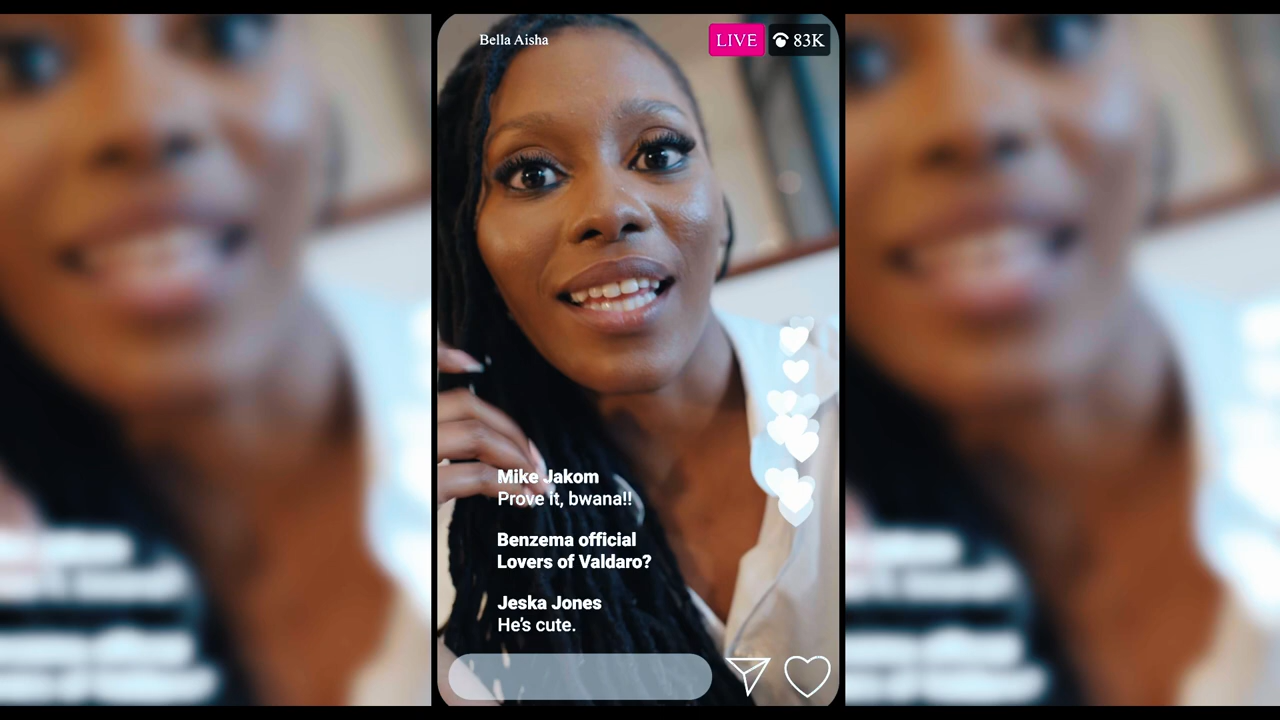 Bella Aisha
LIVE
83K
Mike Jakom
Prove it, bwana!!
Benzema official
Lovers of Valdaro?
Jeska Jones
He's cute.